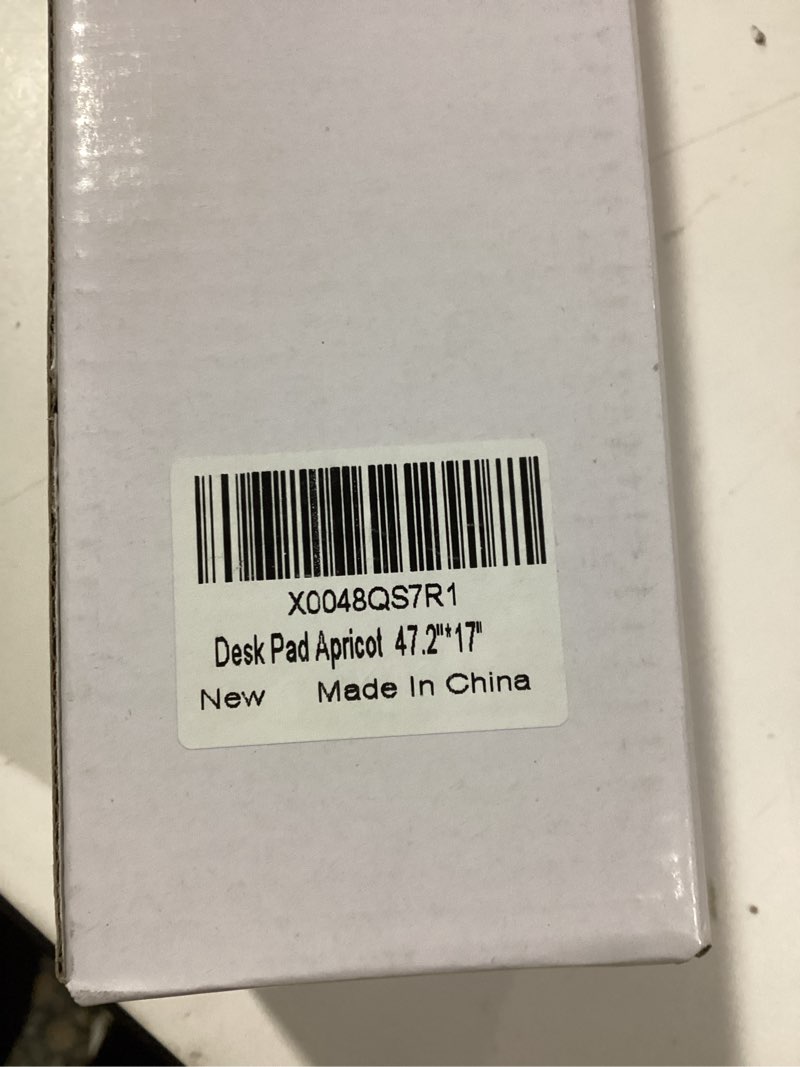 X0048QS7R1
Desk Pad Apricot 47.2"*17"
New Made In China